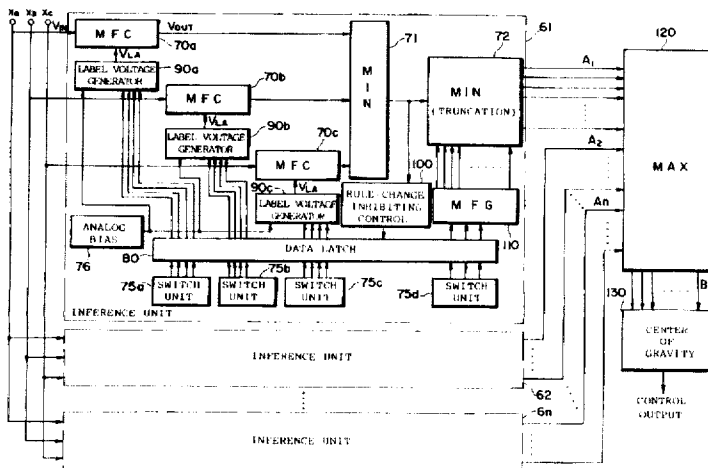 Xa Xb Xc
VIN
MFC
VOUT
70a
VLA
LABEL VOLTAGE
GENERATOR
90a
MFC
70b
VLA
LABEL VOLTAGE
GENERATOR
90b
MFC
70c
VLA
90c
LABEL VOLTAGE
GENERATOR
71
MIN
72
MIN
(TRUNCATION)
61
100
RULE-CHANGE
INHIBITING
CONTROL
MFG
110
ANALOG
BIAS
76
80
DATA LATCH
75a
SWITCH
UNIT
75b
SWITCH
UNIT
75c
SWITCH
UNIT
75d
SWITCH
UNIT
INFERENCE UNIT
A1
A2
An
120
MAX
B
130
CENTER
OF
GRAVITY
CONTROL
OUTPUT
INFERENCE UNIT
62
6n
INFERENCE UNIT